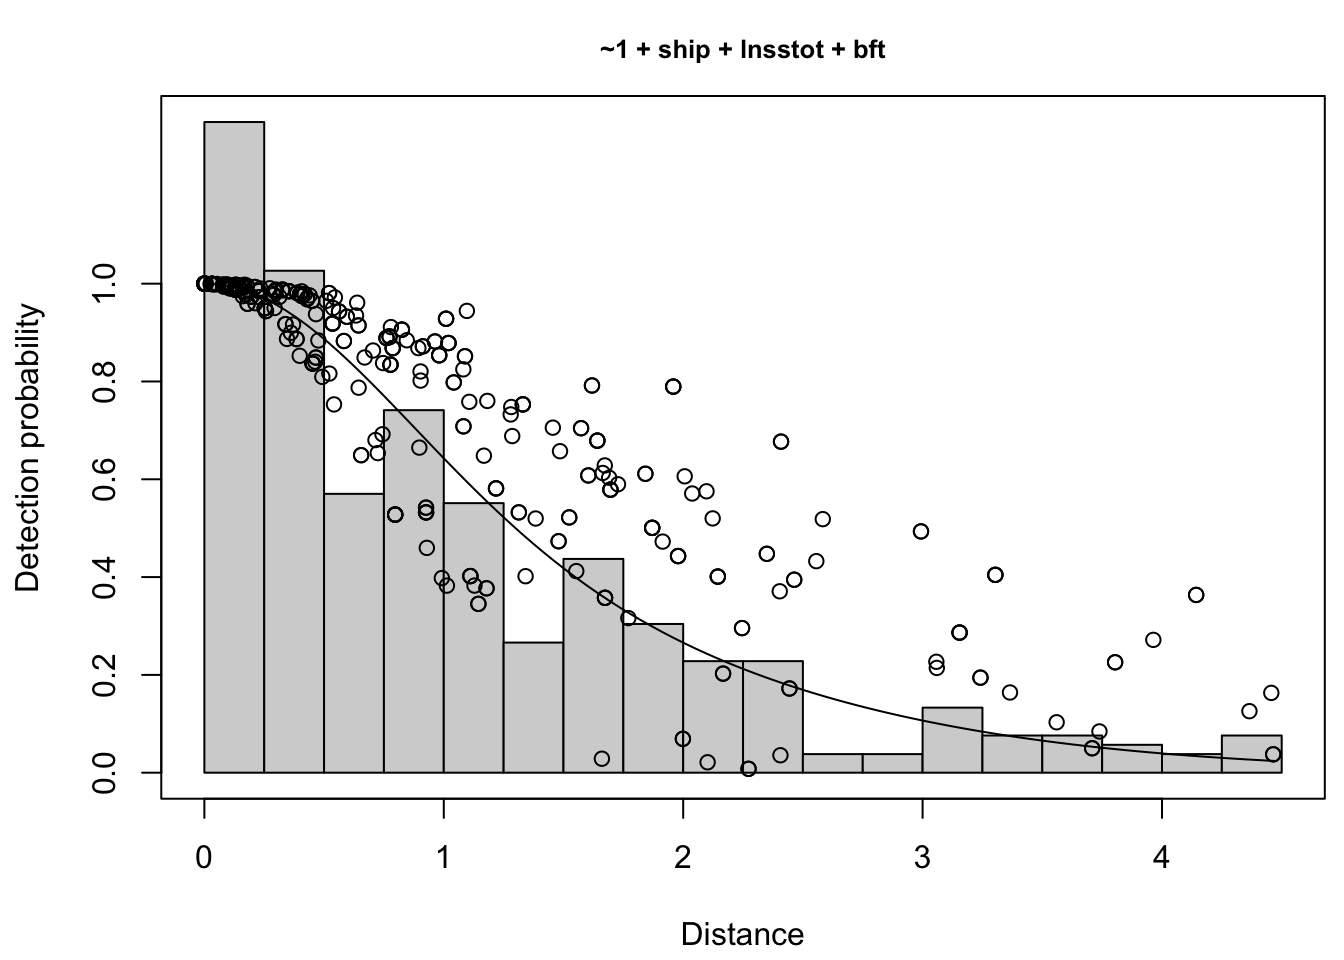 ~1 + ship + lnsstot + bft
Detection probability
1.0
0.8
0.6
0.4
0.2
0.0
0 1 2 3 4
Distance